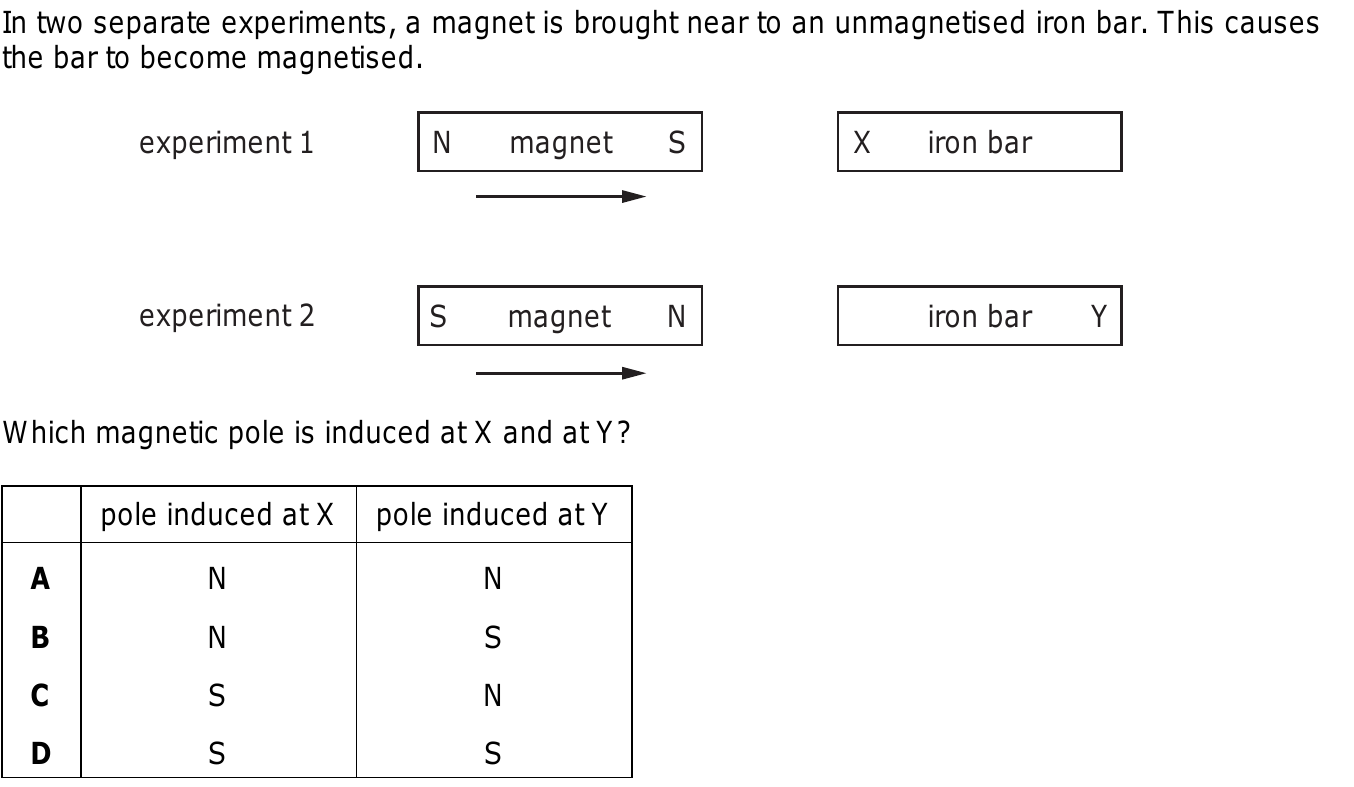 In two separate experiments, a magnet is brought near to an unmagnetised iron bar. This causes
the bar to become magnetised.
experiment 1 N magnet S X iron bar
experiment 2 S magnet N iron bar Y
Which magnetic pole is induced at X and at Y?
pole induced at X pole induced at Y
A N N
B N S
C S N
D S S